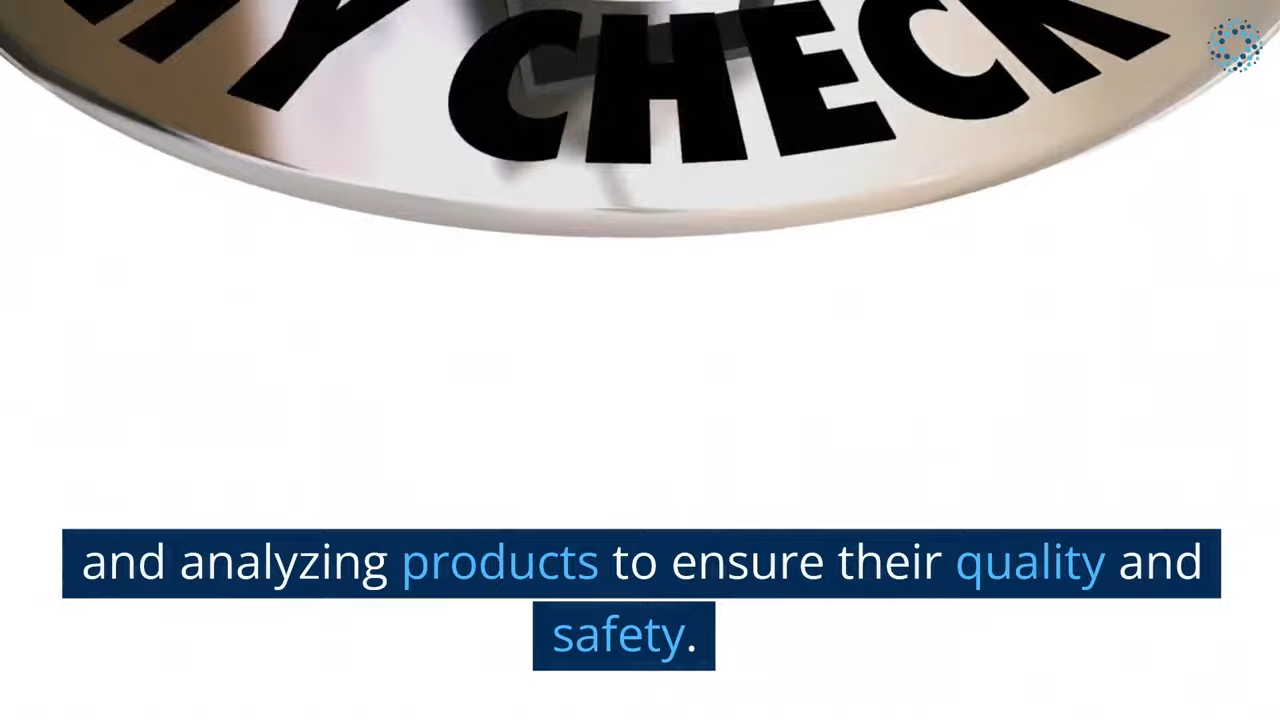 CHECK
and analyzing products to ensure their quality and
safety.